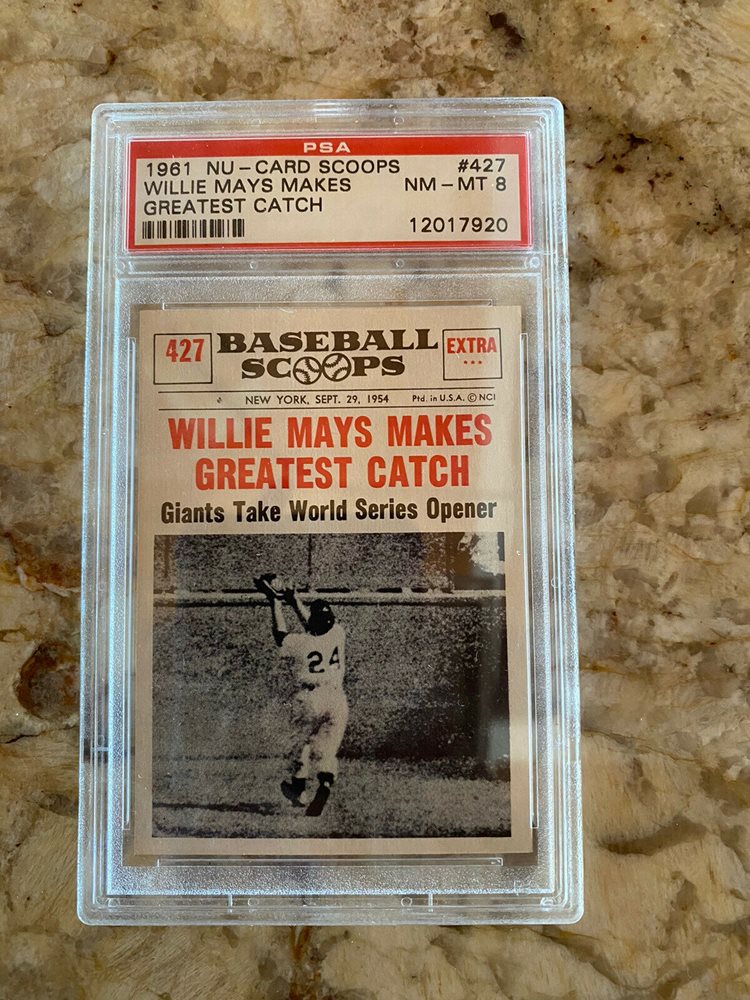 PSA
1961 NU-CARD SCOOPS #427
WILLIE MAYS MAKES NM-MT 8
GREATEST CATCH
12017920
427 BASEBALL SCOOPS EXTRA
NEW YORK, SEPT. 29, 1954 Ptd. in U.S.A. © NCI
WILLIE MAYS MAKES
GREATEST CATCH
Giants Take World Series Opener
24